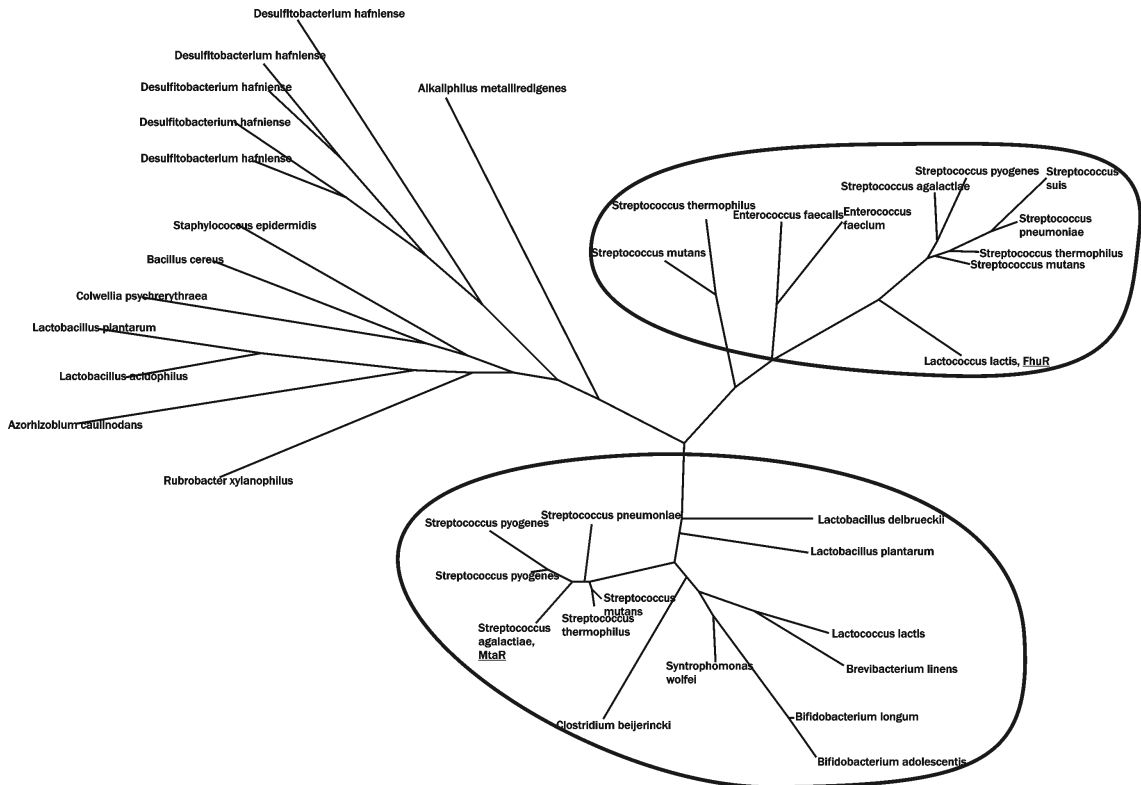 Desulfitobacterium hafniense
Desulfitobacterium hafniense
Desulfitobacterium hafniense
Alkaliphilus metalliredigenes
Desulfitobacterium hafniense
Desulfitobacterium hafniense
Staphylococcus epidermidis
Bacillus cereus
Colwellia psychrerythraea
Lactobacillus plantarum
Lactobacillus acidophilus
Azorhizobium caulinodans
Rubrobacter xylanophilus
Streptococcus pyogenes
Streptococcus
suis
Streptococcus agalactiae
Streptococcus thermophilus
Enterococcus faecalis
Enterococcus
faecium
Streptococcus
pneumoniae
Streptococcus mutans
Streptococcus thermophilus
Streptococcus mutans
Lactococcus lactis, FhuR
Streptococcus pneumoniae
Streptococcus pyogenes
Lactobacillus delbrueckii
Lactobacillus plantarum
Streptococcus pyogenes
Streptococcus
mutans
Streptococcus
thermophilus
Streptococcus
agalactiae,
MtaR
Lactococcus lactis
Syntrophomonas
wolfei
Brevibacterium linens
Clostridium beijerincki
Bifidobacterium longum
Bifidobacterium adolescentis